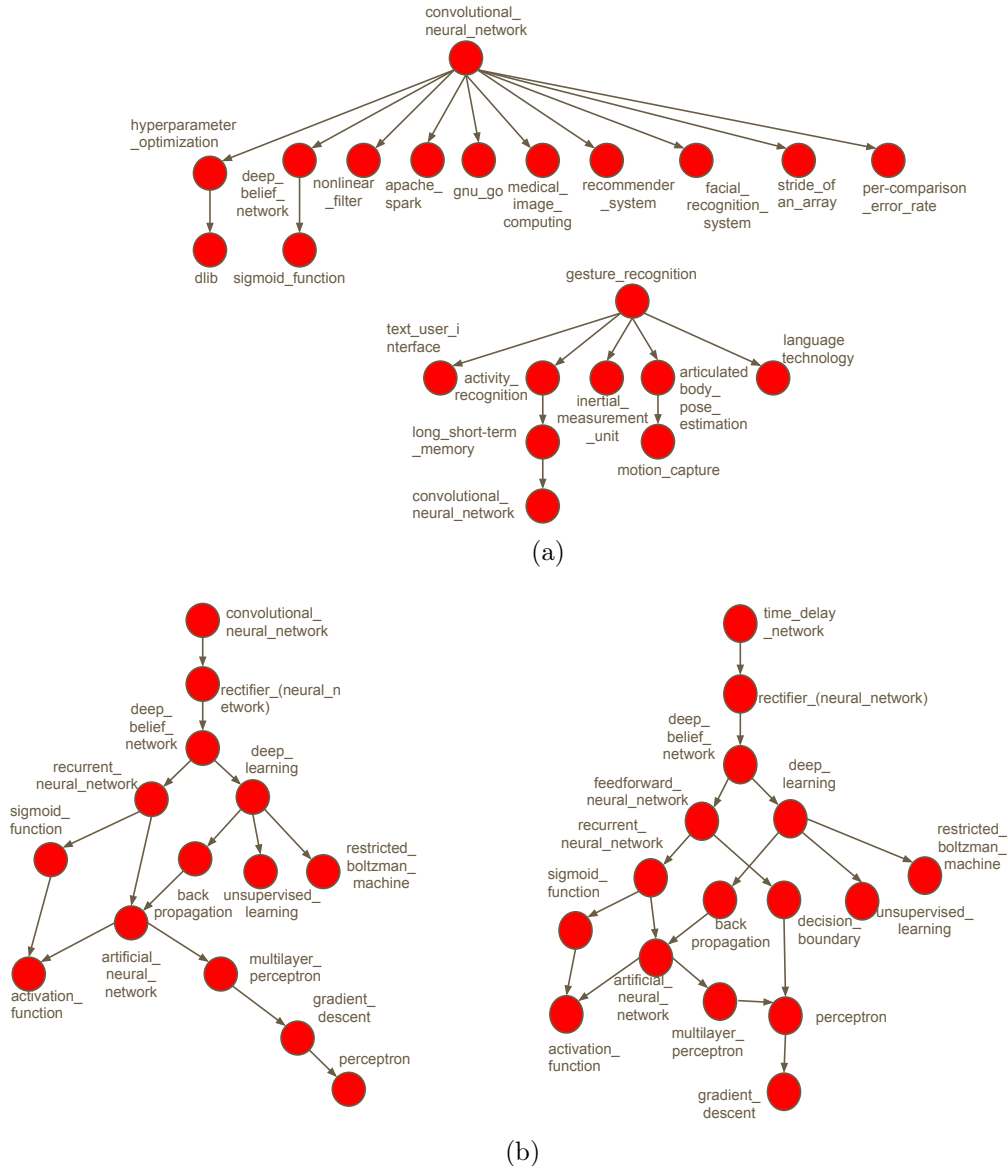 convolutional_
neural_network
hyperparameter
_optimization
deep_
belief_
network
nonlinear
_filter
apache_
spark
gnu_go
medical_
image_
computing
recommender
_system
facial_
recognition_
system
stride_of
an_array
per-comparison
_error_rate
dlib
sigmoid_function
gesture_recognition
text_user_i
nterface
activity_
recognition
inertial_
measurement
_unit
articulated
body_
pose_
estimation
language
technology
long_short-term
_memory
motion_capture
convolutional_
neural_network
(a)
convolutional_
neural_network
rectifier_(neural_n
etwork)
deep_
belief_
network
recurrent_
neural_network
deep_
learning
sigmoid_
function
back
propagation
unsupervised_
learning
restricted_
boltzman_
machine
artificial_
neural_
network
activation_
function
multilayer_
perceptron
gradient_
descent
perceptron
time_delay
_network
rectifier_(neural_network)
deep_
belief_
network
feedforward_
neural_network
deep_
learning
recurrent_
neural_network
sigmoid_
function
restricted_
boltzman_
machine
back
propagation
decision_
boundary
unsupervised_
learning
artificial_
neural_
network
activation_
function
multilayer_
perceptron
perceptron
gradient_
descent
(b)